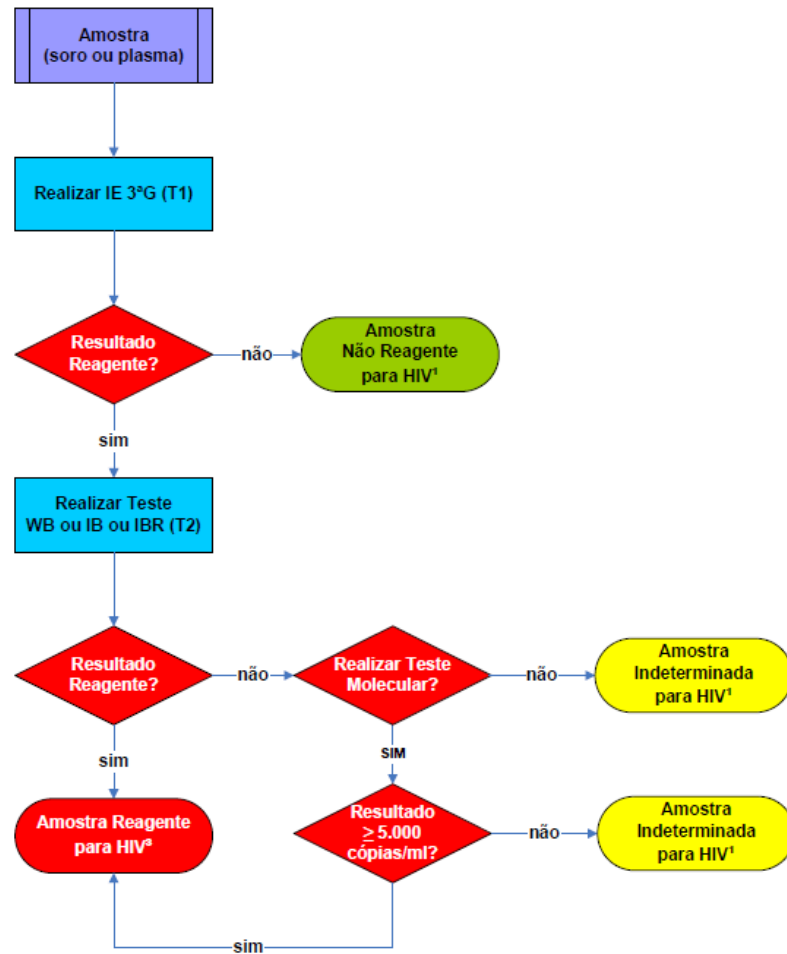 Amostra
(soro ou plasma)
Realizar IE 3ªG (T1)
Resultado
Reagente?
não
Amostra
Não Reagente
para HIV¹
sim
Realizar Teste
WB ou IB ou IBR (T2)
Resultado
Reagente?
não
Realizar Teste
Molecular?
não
Amostra
Indeterminada
para HIV¹
sim
SIM
Amostra Reagente
para HIV³
Resultado
≥ 5.000
cópias/ml?
não
Amostra
Indeterminada
para HIV¹
sim